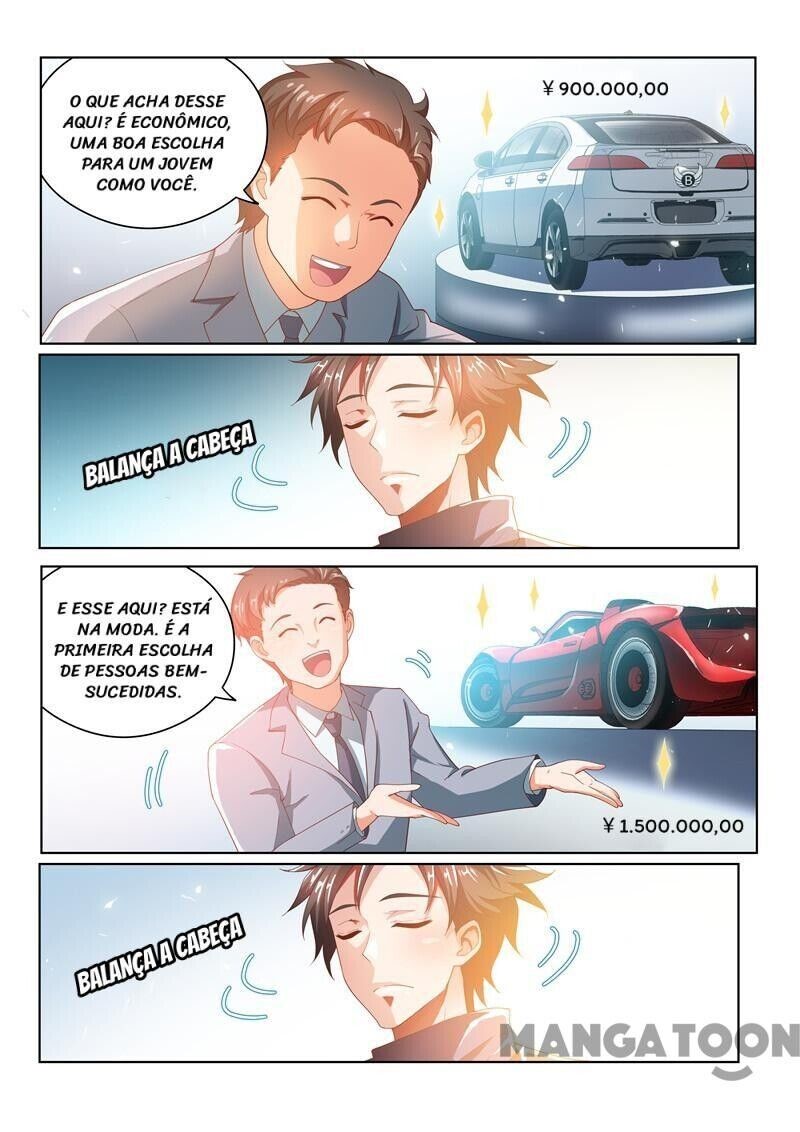 O QUE ACHA DESSE
AQUI? É ECONÔMICO,
UMA BOA ESCOLHA
PARA UM JOVEM
COMO VOCÊ.
¥900.000,00
B
BALANÇA A CABEÇA
E ESSE AQUI? ESTÁ
NA MODA. É A
PRIMEIRA ESCOLHA
DE PESSOAS BEM-
SUCEDIDAS.
¥1.500.000,00
BALANÇA A CABEÇA
MANGATOON